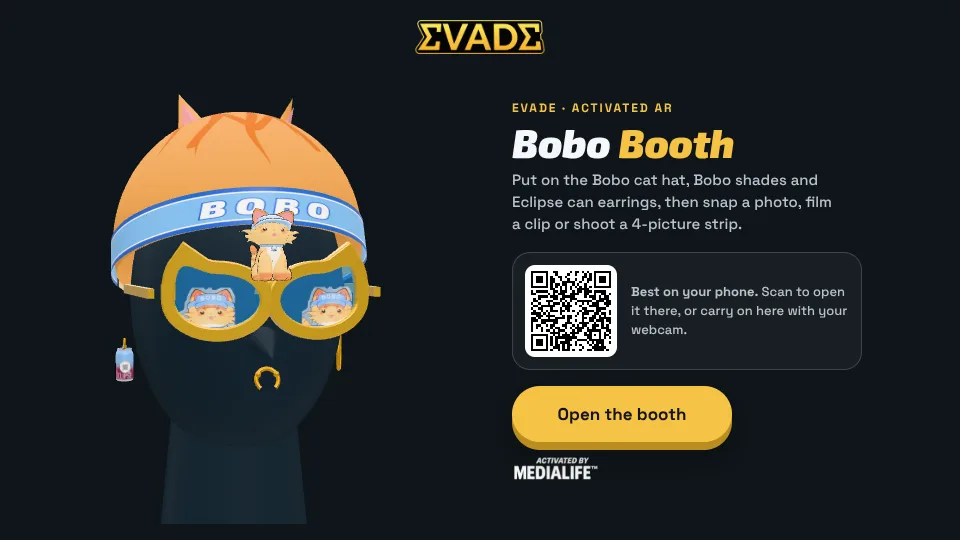 ΣVADΣ
EVADE · ACTIVATED AR
Bobo Booth
Put on the Bobo cat hat, Bobo shades and
Eclipse can earrings, then snap a photo, film
a clip or shoot a 4-picture strip.
BOBO
Best on your phone. Scan to open
it there, or carry on here with your
webcam.
Open the booth
ACTIVATED BY
MEDIALIFE™